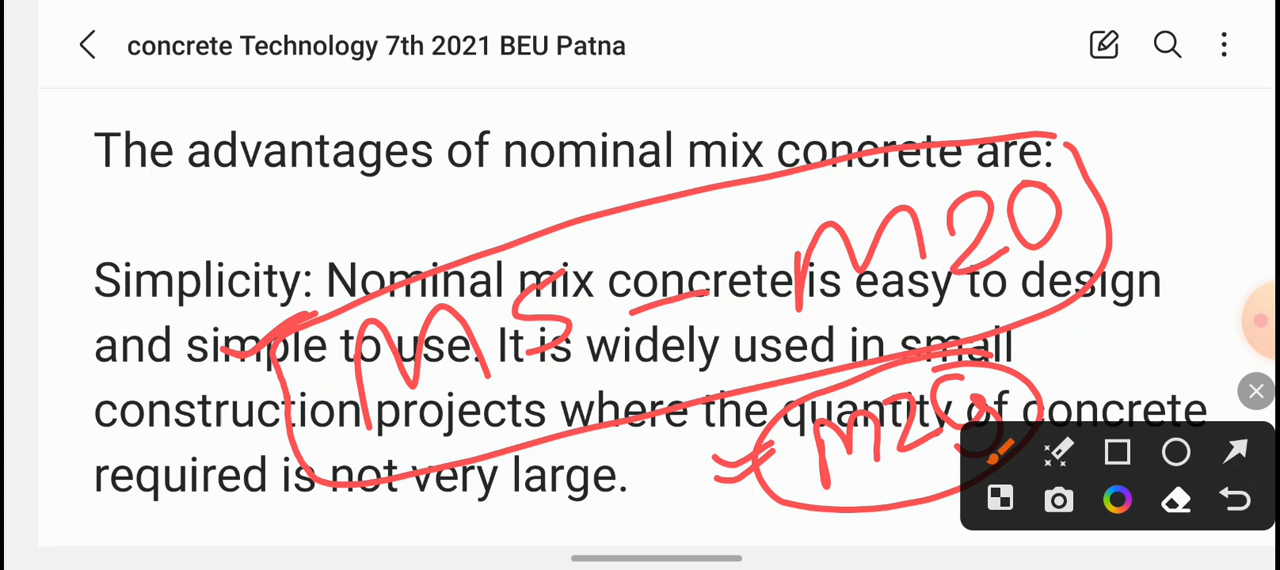 concrete Technology 7th 2021 BEU Patna
The advantages of nominal mix concrete are:
Simplicity: Nominal mix concrete is easy to design
and simple to use. It is widely used in small
construction projects where the quantity of concrete
required is not very large.
M5 - M20